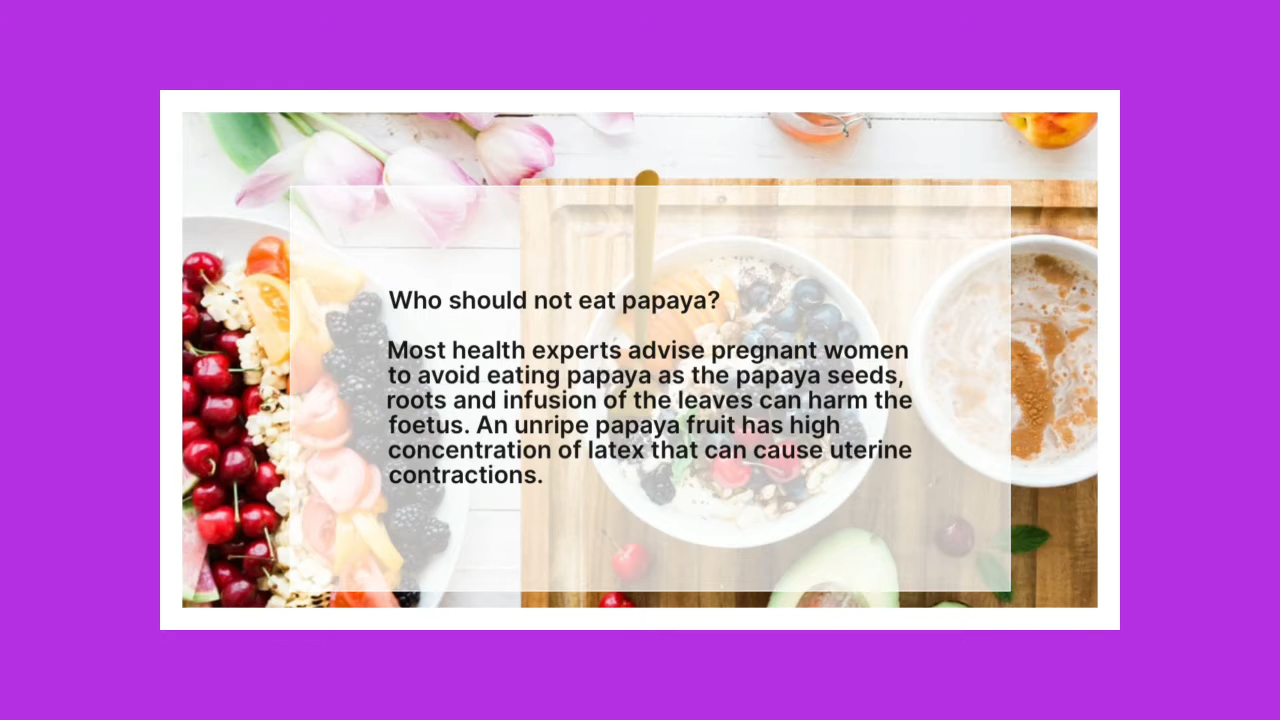 Who should not eat papaya?
Most health experts advise pregnant women
to avoid eating papaya as the papaya seeds,
roots and infusion of the leaves can harm the
foetus. An unripe papaya fruit has high
concentration of latex that can cause uterine
contractions.